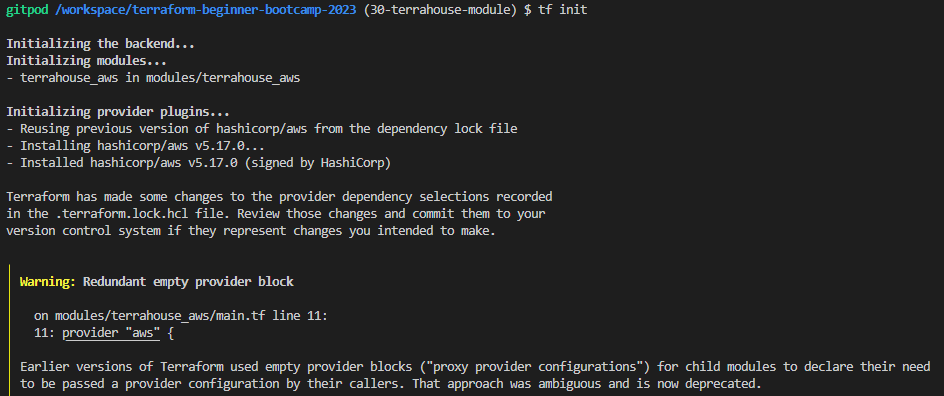 gitpod /workspace/terraform-beginner-bootcamp-2023 (30-terrahouse-module) $ tf init
Initializing the backend...
Initializing modules...
- terrahouse_aws in modules/terrahouse_aws
Initializing provider plugins...
- Reusing previous version of hashicorp/aws from the dependency lock file
- Installing hashicorp/aws v5.17.0...
- Installed hashicorp/aws v5.17.0 (signed by HashiCorp)
Terraform has made some changes to the provider dependency selections recorded
in the .terraform.lock.hcl file. Review those changes and commit them to your
version control system if they represent changes you intended to make.
Warning: Redundant empty provider block
on modules/terrahouse_aws/main.tf line 11:
11: provider "aws" {
Earlier versions of Terraform used empty provider blocks ("proxy provider configurations") for child modules to declare their need
to be passed a provider configuration by their callers. That approach was ambiguous and is now deprecated.